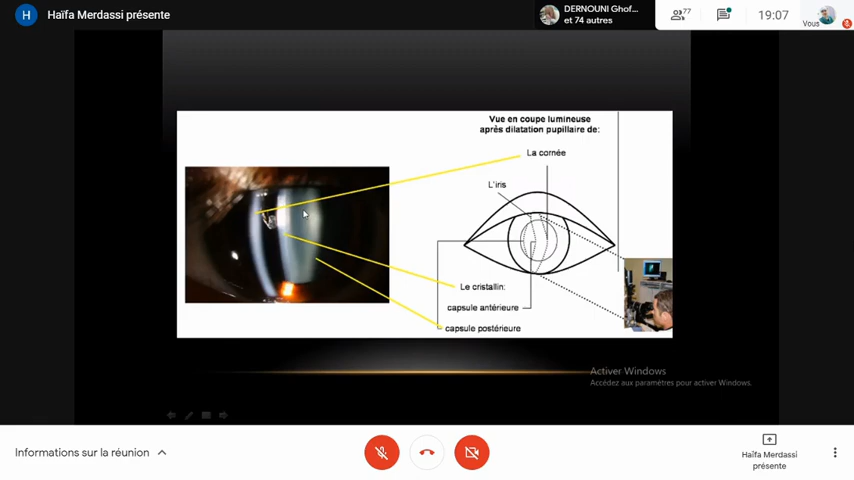 H Haïfa Merdassi présente
DERNOUNI Ghof...
et 74 autres
77
19:07
Vous
Vue en coupe lumineuse
après dilatation pupillaire de:
La cornée
L'iris
Le cristallin:
capsule antérieure
capsule postérieure
Activer Windows
Accédez aux paramètres pour activer Windows.
Informations sur la réunion
Haïfa Merdassi
présente